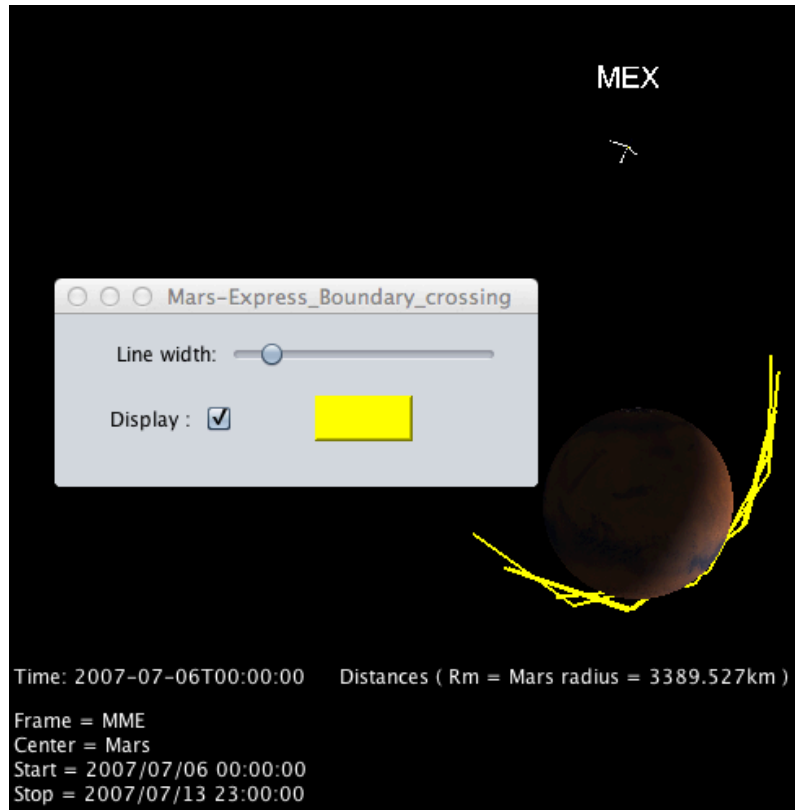 MEX
Mars-Express_Boundary_crossing
Line width:
Display :
Time: 2007-07-06T00:00:00 Distances ( Rm = Mars radius = 3389.527km )
Frame = MME
Center = Mars
Start = 2007/07/06 00:00:00
Stop = 2007/07/13 23:00:00